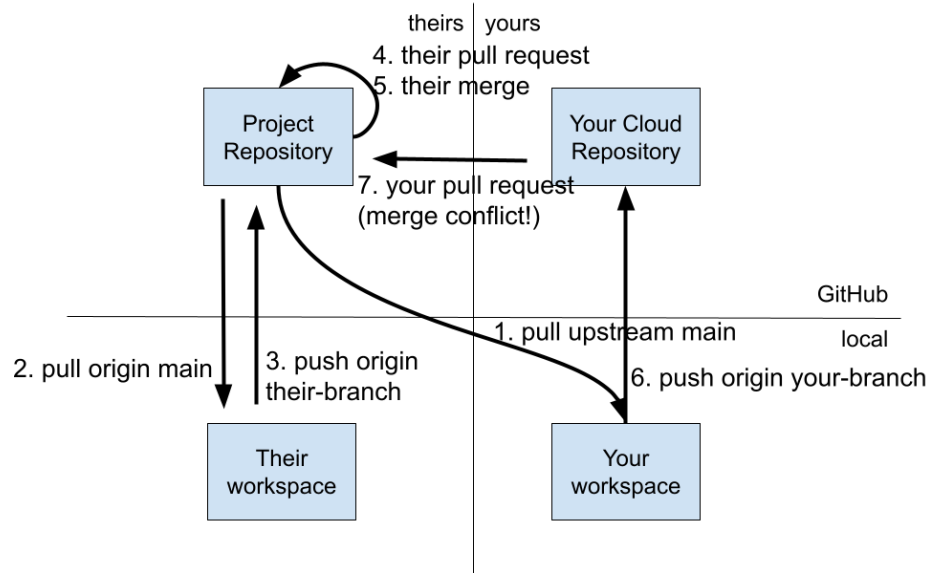 theirs yours
4. their pull request
5. their merge
Project
Repository
Your Cloud
Repository
7. your pull request
(merge conflict!)
GitHub
local
1. pull upstream main
2. pull origin main
3. push origin
their-branch
6. push origin your-branch
Their
workspace
Your
workspace